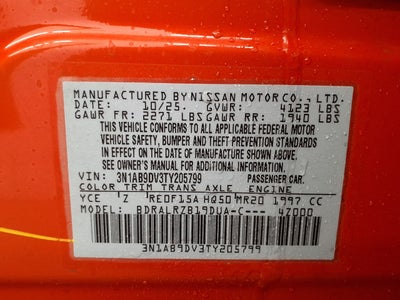 MANUFACTURED BY NISSAN MOTOR CO., LTD.
DATE: 10/25. GVWR: 4123 LBS
GAWR FR: 2271 LBS GAWR RR: 1940 LBS
THIS VEHICLE CONFORMS TO ALL APPLICABLE FEDERAL MOTOR
VEHICLE SAFETY, BUMPER AND THEFT PREVENTION STANDARDS
IN EFFECT ON THE DATE OF MANUFACTURE SHOWN ABOVE.
SEE OWNER'S MANUAL FOR ADDITIONAL INFORMATION.
VIN: 3N1AB9DV3TY205799 PASSENGER CAR
COLOR TRIM TRANS AXLE ENGINE
YCE Z RE0F15A HQ50 MR20 1997 CC
MODEL: BDRALRZB19DUA-C--- 47000
3N1AB9DV3TY205799